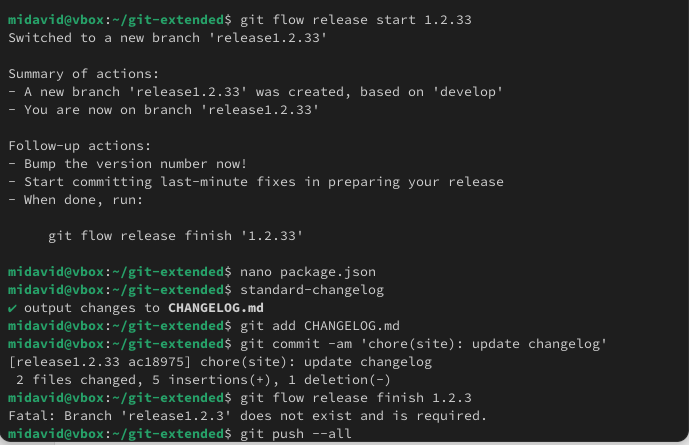 midavid@vbox:~/git-extended$ git flow release start 1.2.33
Switched to a new branch 'release1.2.33'
Summary of actions:
- A new branch 'release1.2.33' was created, based on 'develop'
- You are now on branch 'release1.2.33'
Follow-up actions:
- Bump the version number now!
- Start committing last-minute fixes in preparing your release
- When done, run:
git flow release finish '1.2.33'
midavid@vbox:~/git-extended$ nano package.json
midavid@vbox:~/git-extended$ standard-changelog
✔ output changes to CHANGELOG.md
midavid@vbox:~/git-extended$ git add CHANGELOG.md
midavid@vbox:~/git-extended$ git commit -am 'chore(site): update changelog'
[release1.2.33 ac18975] chore(site): update changelog
2 files changed, 5 insertions(+), 1 deletion(-)
midavid@vbox:~/git-extended$ git flow release finish 1.2.3
Fatal: Branch 'release1.2.3' does not exist and is required.
midavid@vbox:~/git-extended$ git push --all